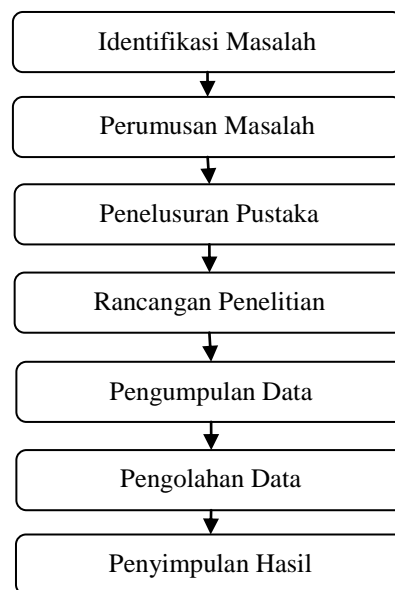 Identifikasi Masalah
Perumusan Masalah
Penelusuran Pustaka
Rancangan Penelitian
Pengumpulan Data
Pengolahan Data
Penyimpulan Hasil